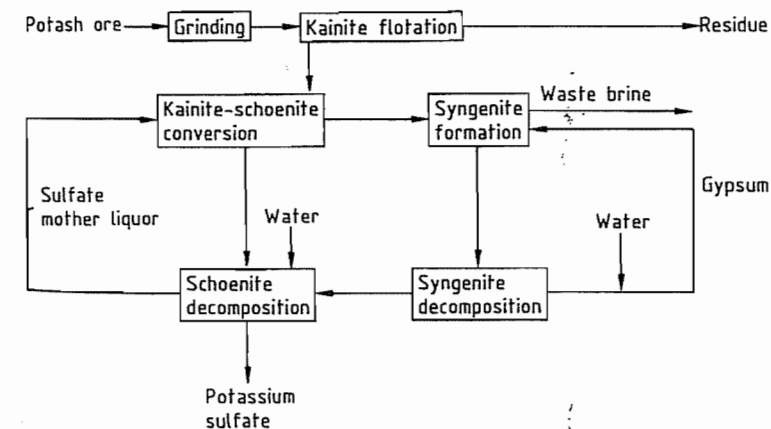 Potash ore
Grinding
Kainite flotation
Residue
Kainite-schoenite
conversion
Syngenite
formation
Waste brine
Gypsum
Sulfate
mother liquor
Water
Water
Schoenite
decomposition
Syngenite
decomposition
Potassium
sulfate